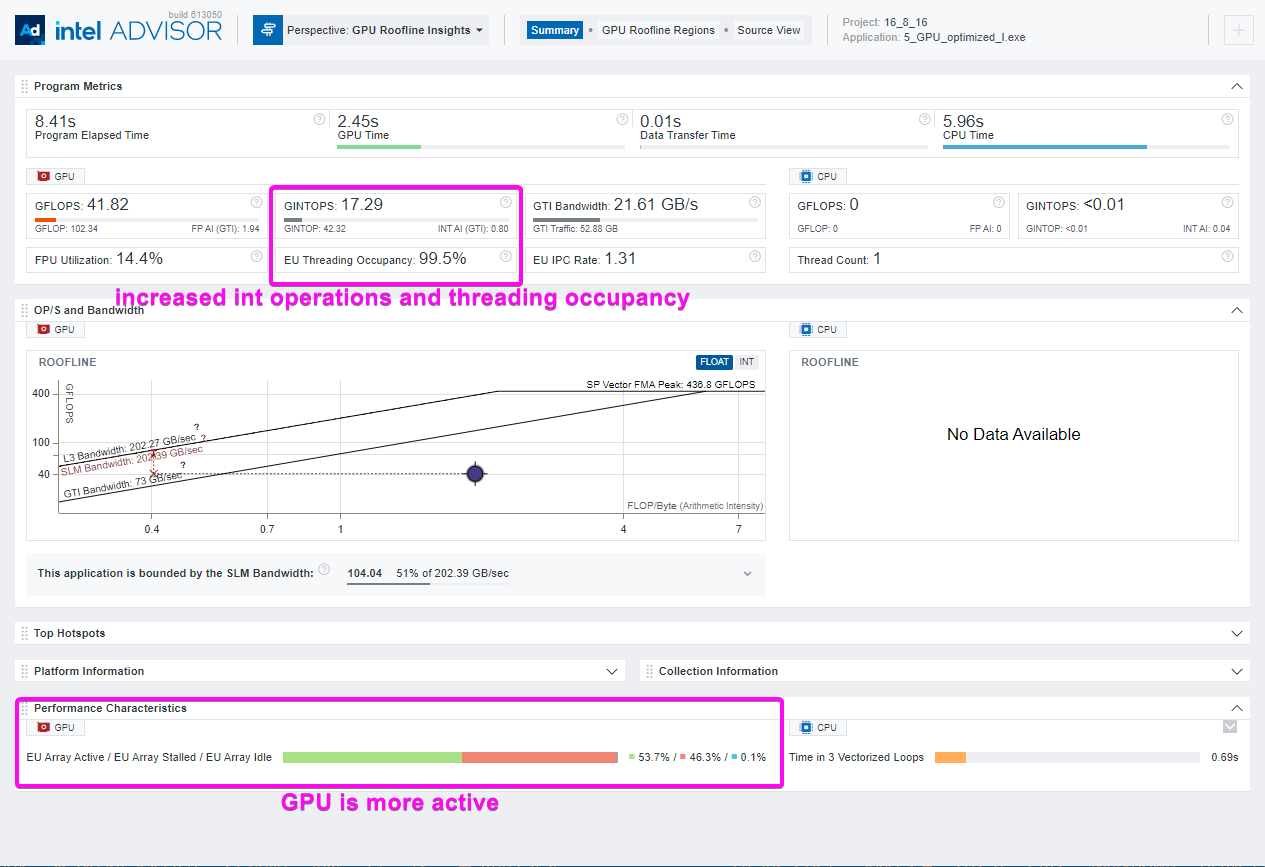 build 613050
Ad intel ADVISOR
Perspective: GPU Roofline Insights
Summary • GPU Roofline Regions • Source View
Project: 16_8_16
Application: 5_GPU_optimized_I.exe
Program Metrics
8.41s
Program Elapsed Time
2.45s
GPU Time
0.01s
Data Transfer Time
5.96s
CPU Time
GPU
GFLOPS: 41.82
GFLOP: 102.34 FP AI (GTI): 1.94
GINTOPS: 17.29
GINTOP: 42.32 INT AI (GTI): 0.80
GTI Bandwidth: 21.61 GB/s
GTI Traffic: 52.88 GB
FPU Utilization: 14.4%
EU Threading Occupancy: 99.5%
EU IPC Rate: 1.31
CPU
GFLOPS: 0
GFLOP: 0 FP AI: 0
GINTOPS: <0.01
GINTOP: <0.01 INT AI: 0.04
Thread Count: 1
increased int operations and threading occupancy
OP/S and Bandwidth
GPU
ROOFLINE
FLOAT INT
SP Vector FMA Peak: 436.8 GFLOPS
GFLOPS
400
100
40
L3 Bandwidth: 202.27 GB/sec ?
SLM Bandwidth: 202.39 GB/sec ?
GTI Bandwidth: 73 GB/sec ?
FLOP/Byte (Arithmetic Intensity)
0.4 0.7 1 4 7
This application is bounded by the SLM Bandwidth: 104.04 51% of 202.39 GB/sec
CPU
ROOFLINE
No Data Available
Top Hotspots
Platform Information
Collection Information
Performance Characteristics
GPU
EU Array Active / EU Array Stalled / EU Array Idle 53.7% / 46.3% / 0.1%
CPU
Time in 3 Vectorized Loops 0.69s
GPU is more active